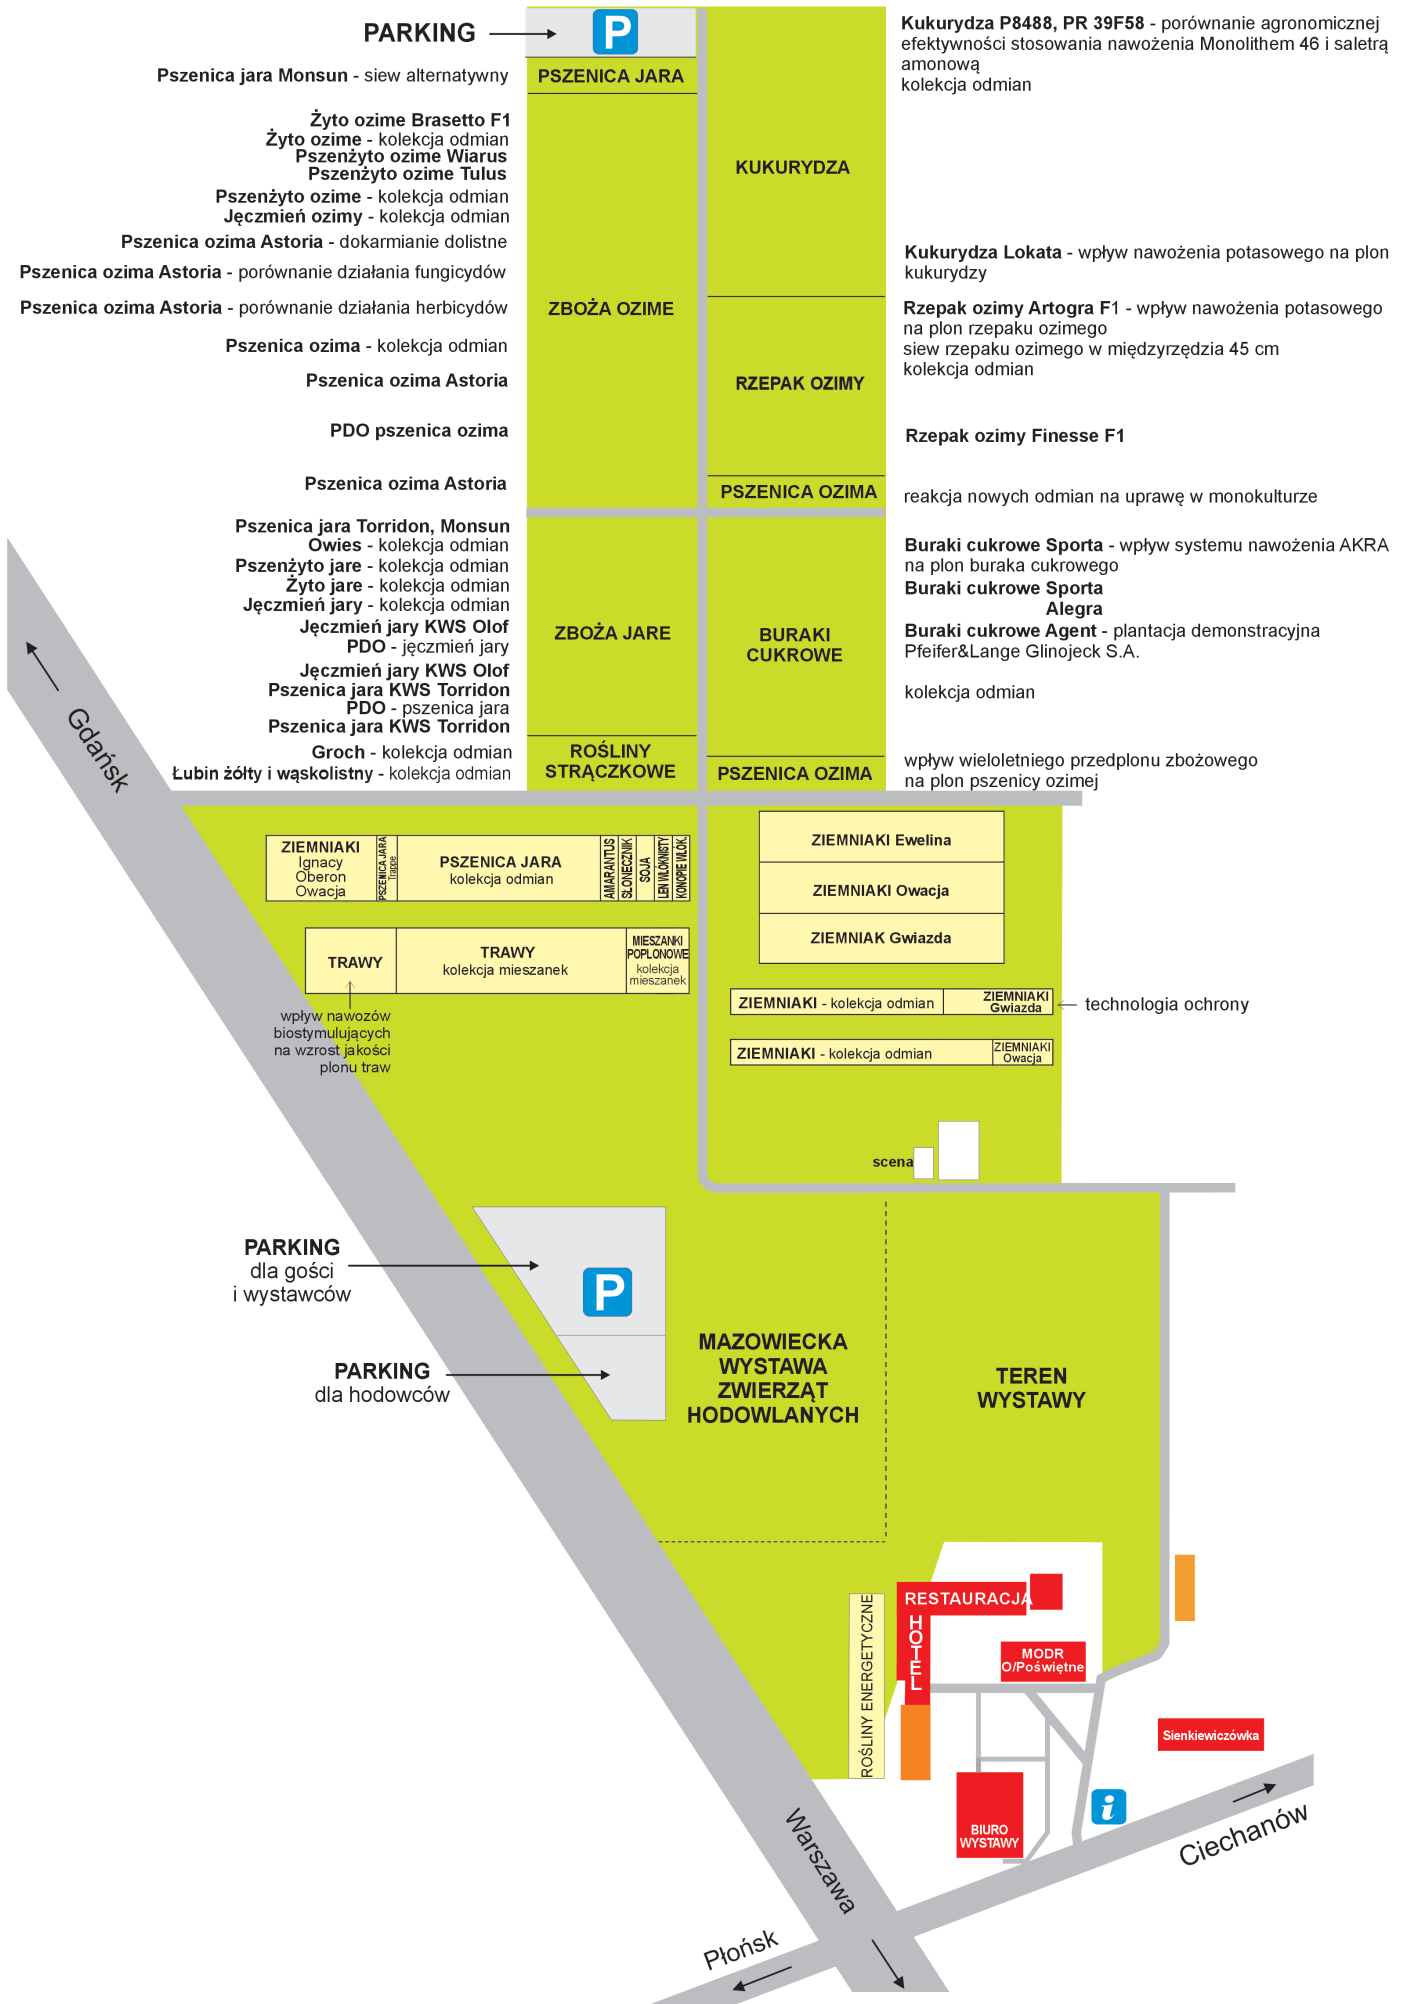 PARKING
P
Pszenica jara Monsun - siew alternatywny
PSZENICA JARA
Żyto ozime Brasetto F1
Żyto ozime - kolekcja odmian
Pszenżyto ozime Wiarus
Pszenżyto ozime Tulus
Pszenżyto ozime - kolekcja odmian
Jęczmień ozimy - kolekcja odmian
Pszenica ozima Astoria - dokarmianie dolistne
Pszenica ozima Astoria - porównanie działania fungicydów
Pszenica ozima Astoria - porównanie działania herbicydów
Pszenica ozima - kolekcja odmian
Pszenica ozima Astoria
PDO pszenica ozima
Pszenica ozima Astoria
ZBOŻA OZIME
Kukurydza P8488, PR 39F58 - porównanie agronomicznej
efektywności stosowania nawożenia Monolithem 46 i saletrą
amonową
kolekcja odmian
KUKURYDZA
Kukurydza Lokata - wpływ nawożenia potasowego na plon
kukurydzy
Rzepak ozimy Artogra F1 - wpływ nawożenia potasowego
na plon rzepaku ozimego
siew rzepaku ozimego w międzyrzędzia 45 cm
kolekcja odmian
RZEPAK OZIMY
Rzepak ozimy Finesse F1
PSZENICA OZIMA
reakcja nowych odmian na uprawę w monokulturze
Pszenica jara Torridon, Monsun
Owies - kolekcja odmian
Pszenżyto jare - kolekcja odmian
Żyto jare - kolekcja odmian
Jęczmień jary - kolekcja odmian
Jęczmień jary KWS Olof
PDO - jęczmień jary
Jęczmień jary KWS Olof
Pszenica jara KWS Torridon
PDO - pszenica jara
Pszenica jara KWS Torridon
ZBOŻA JARE
Groch - kolekcja odmian
Łubin żółty i wąskolistny - kolekcja odmian
ROŚLINY
STRĄCZKOWE
BURAKI
CUKROWE
Buraki cukrowe Sporta - wpływ systemu nawożenia AKRA
na plon buraka cukrowego
Buraki cukrowe Sporta
Alegra
Buraki cukrowe Agent - plantacja demonstracyjna
Pfeifer&Lange Glinojeck S.A.
kolekcja odmian
PSZENICA OZIMA
wpływ wieloletniego przedplonu zbożowego
na plon pszenicy ozimej
Gdańsk
ZIEMNIAKI
Ignacy
Oberon
Owacja
PSZENICA JARA
Trappe
PSZENICA JARA
kolekcja odmian
AMARANTUS
SŁONECZNIK
SOJA
LEN WŁÓKNISTY
KONOPIE WŁÓK.
ZIEMNIAKI Ewelina
ZIEMNIAKI Owacja
ZIEMNIAK Gwiazda
TRAWY
TRAWY
kolekcja mieszanek
MIESZANKI
POPLONOWE
kolekcja
mieszanek
wpływ nawozów
biostymulujących
na wzrost jakości
plonu traw
ZIEMNIAKI - kolekcja odmian
ZIEMNIAKI
Gwiazda
technologia ochrony
ZIEMNIAKI - kolekcja odmian
ZIEMNIAKI
Owacja
scena
PARKING
dla gości
i wystawców
P
PARKING
dla hodowców
MAZOWIECKA
WYSTAWA
ZWIERZĄT
HODOWLANYCH
TEREN
WYSTAWY
ROŚLINY ENERGETYCZNE
RESTAURACJA
HOTEL
MODR
O/Poświętne
Sienkiewiczówka
BIURO
WYSTAWY
i
Ciechanów
Warszawa
Płońsk